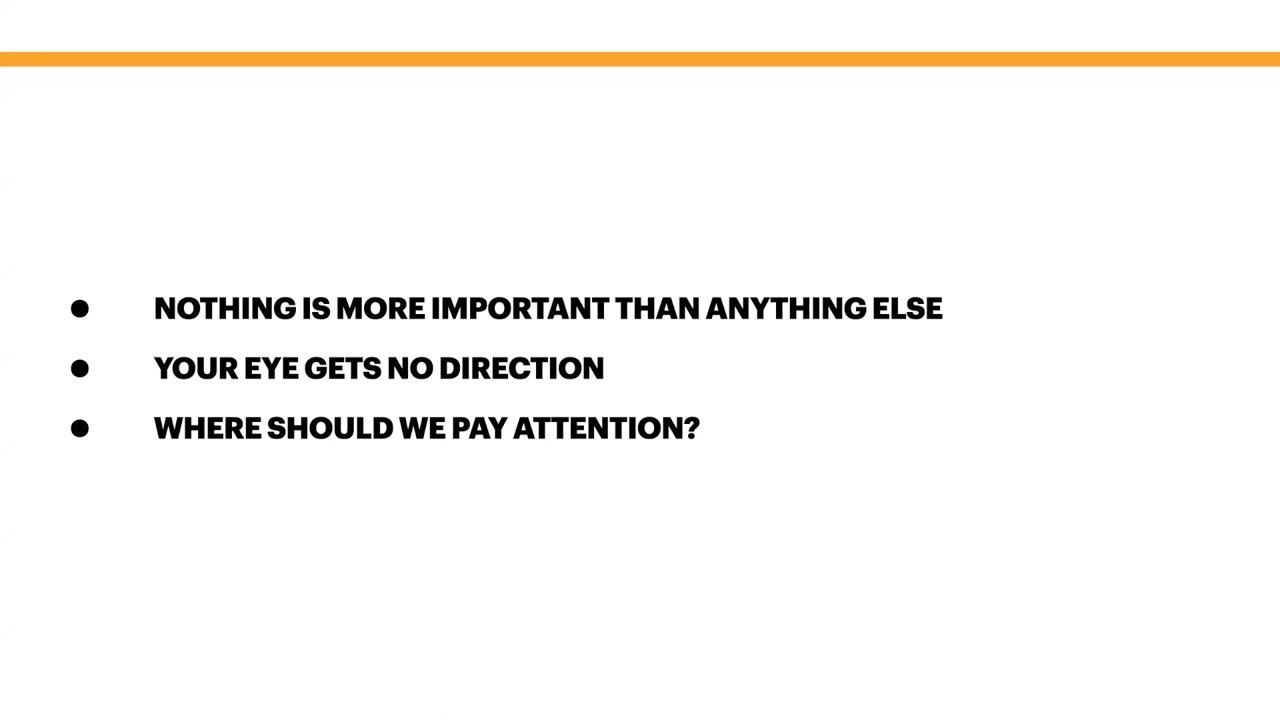 ● NOTHING IS MORE IMPORTANT THAN ANYTHING ELSE
● YOUR EYE GETS NO DIRECTION
● WHERE SHOULD WE PAY ATTENTION?